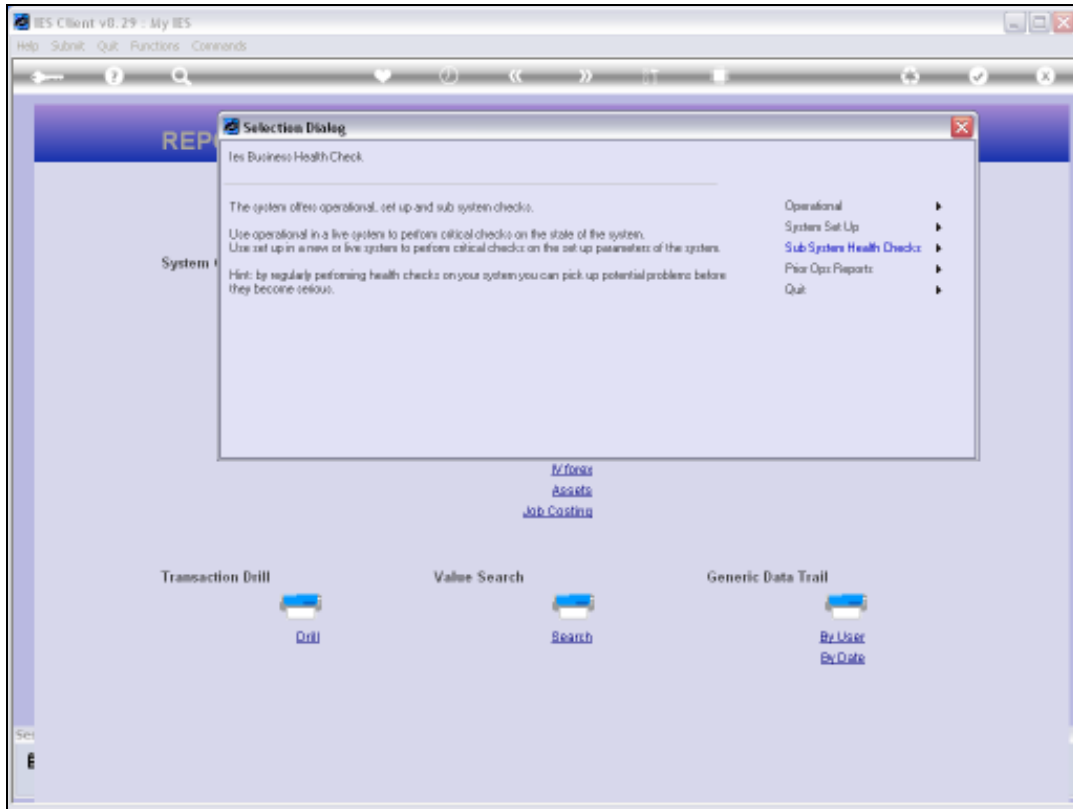 IES Client v8.29 : My IES
Help Submit Quit Functions Commands
REP
Selection Dialog
Ies Business Health Check
The system offers operational, set up and sub system checks.
Use operational in a live system to perform critical checks on the state of the system.
Use set up in a new or live system to perform critical checks on the set up parameters of the system.
Hint: by regularly performing health checks on your system you can pick up potential problems before
they become serious.
Operational
System Set Up
Sub System Health Checks
Prior Ops Reports
Quit
System
IV forex
Assets
Job Costing
Transaction Drill
Value Search
Generic Data Trail
Drill
Search
By User
By Date
Ser